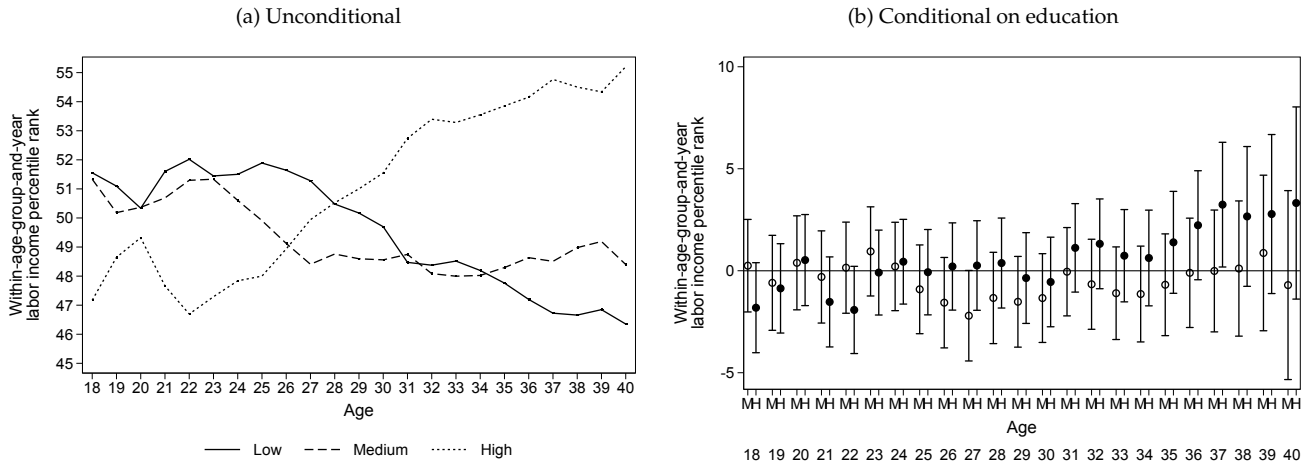 (a) Unconditional
Within-age-group-and-year
labor income percentile rank
55
54
53
52
51
50
49
48
47
46
45
18 19 20 21 22 23 24 25 26 27 28 29 30 31 32 33 34 35 36 37 38 39 40
Age
Low Medium High
(b) Conditional on education
Within-age-group-and-year
labor income percentile rank
10
5
0
-5
MH MH MH MH MH MH MH MH MH MH MH MH MH MH MH MH MH MH MH MH MH MH MH
Age
18 19 20 21 22 23 24 25 26 27 28 29 30 31 32 33 34 35 36 37 38 39 40